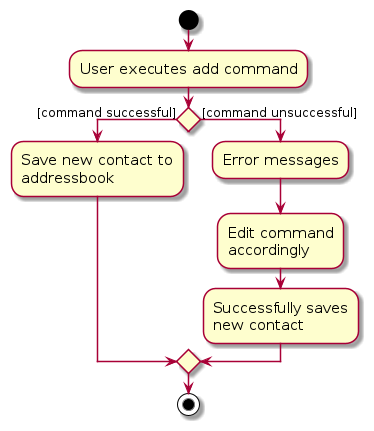 User executes add command
[command successful]
[command unsuccessful]
Save new contact to
addressbook
Error messages
Edit command
accordingly
Successfully saves
new contact